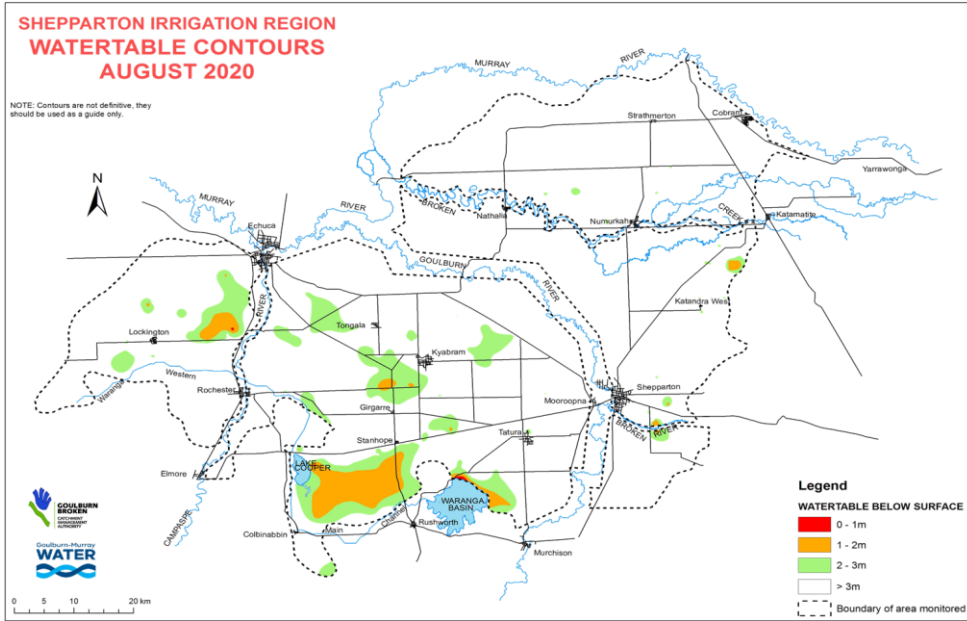 SHEPPARTON IRRIGATION REGION
WATERTABLE CONTOURS
AUGUST 2020
NOTE: Contours are not definitive, they
should be used as a guide only.
N
MURRAY
RIVER
Strathmerton
Cobram
Yarrawonga
MURRAY
RIVER
BROKEN
CREEK
Nathalia
Numurkah
Katamatite
Echuca
GOULBURN
RIVER
RIVER
Katandra West
Lockington
Tongala
Kyabram
Waranga
Western
Rochester
Girgarre
Mooroopna
Shepparton
BROKEN
RIVER
Stanhope
Tatura
LAKE
COOPER
Elmore
WARANGA
BASIN
CAMPASPE
Colbinabbin
Main
Channel
Rushworth
Murchison
GOULBURN
BROKEN
CATCHMENT
MANAGEMENT
AUTHORITY
Goulburn-Murray
WATER
0 5 10 20 km
Legend
WATERTABLE BELOW SURFACE
0 - 1m
1 - 2m
2 - 3m
> 3m
Boundary of area monitored